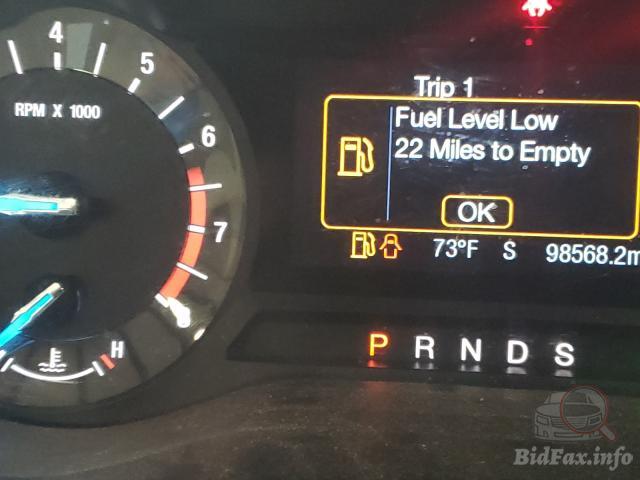 4
5
6
7
8
RPM X 1000
H
Trip 1
Fuel Level Low
22 Miles to Empty
OK
73°F S 98568.2m
P R N D S
BidFax.info